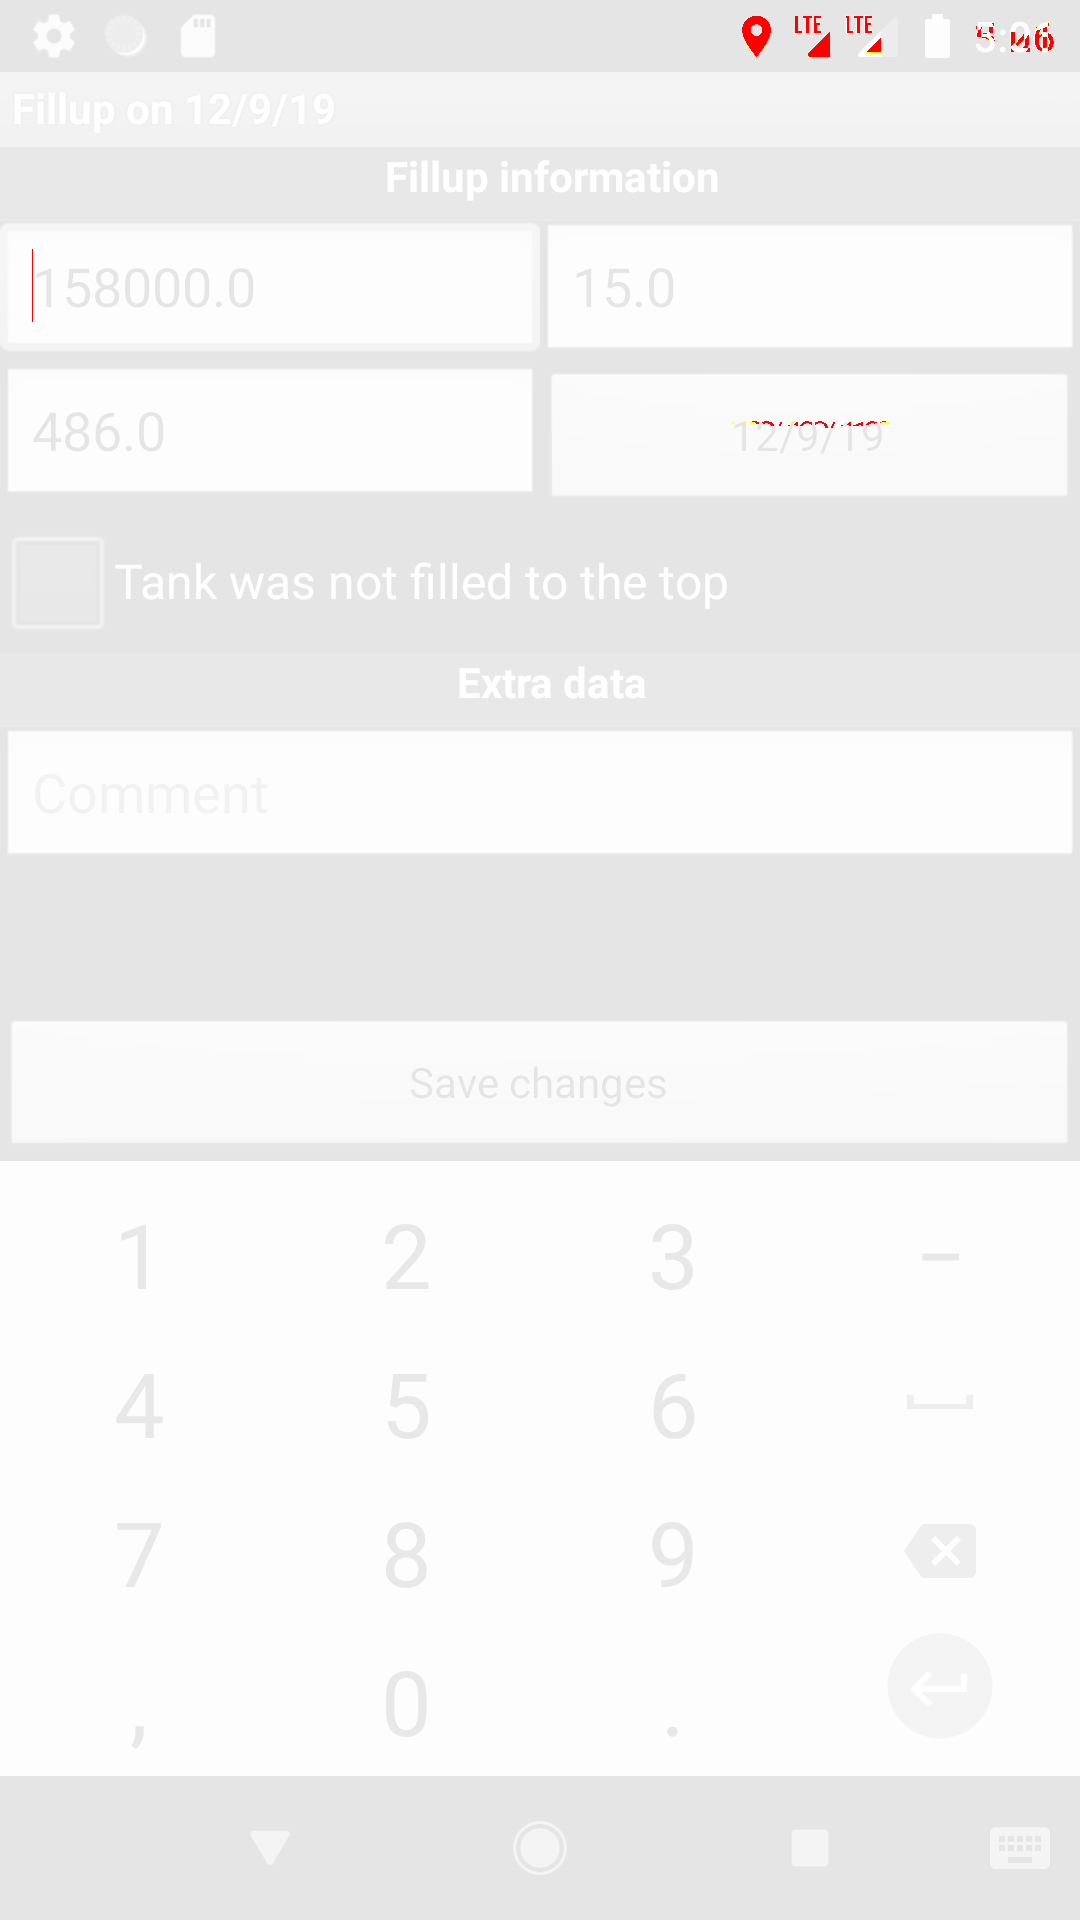 LTE LTE
Fillup on 12/9/19
Fillup information
158000.0 15.0
486.0 12/9/19
Tank was not filled to the top
Extra data
Comment
Save changes
1 2 3 –
4 5 6
7 8 9
, 0 .